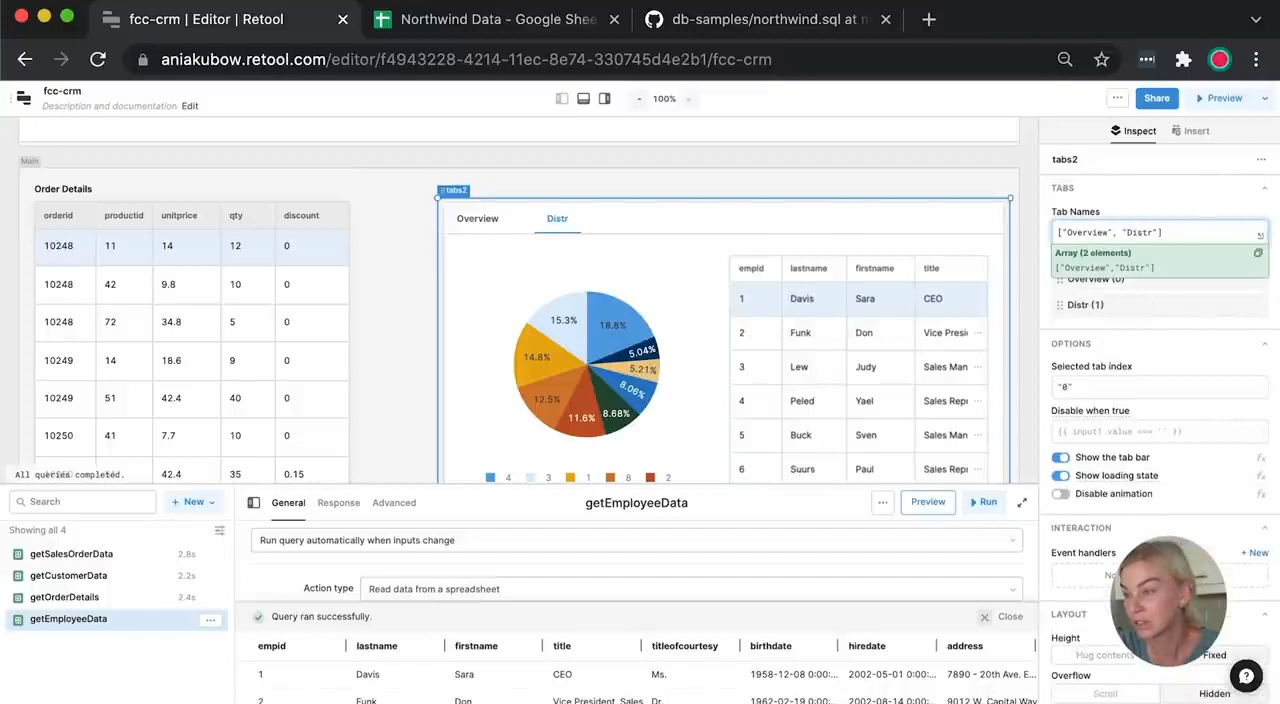 fcc-crm | Editor | Retool
Northwind Data - Google Shee
db-samples/northwind.sql at m
aniakubow.retool.com/editor/f4943228-4214-11ec-8e74-330745d4e2b1/fcc-crm
fcc-crm
Description and documentation. Edit
- 100%
Share
Preview
Inspect
Insert
Main
Order Details
orderid productid unitprice qty discount
10248 11 14 12 0
10248 42 9.8 10 0
10248 72 34.8 5 0
10249 14 18.6 9 0
10249 51 42.4 40 0
10250 41 7.7 10 0
42.4 35 0.15
All queries completed.
tabs2
Overview Distr
18.8%
5.04%
5.21%
8.06%
8.68%
11.6%
12.5%
14.8%
15.3%
4 3 1 8 2
empid lastname firstname title
1 Davis Sara CEO
2 Funk Don Vice Presi ...
3 Lew Judy Sales Man ...
4 Peled Yael Sales Repr ...
5 Buck Sven Sales Man ...
6 Suurs Paul Sales Repr ...
tabs2
TABS
Tab Names
["Overview", "Distr"]
Array (2 elements)
["Overview","Distr"]
Overview (0)
Distr (1)
OPTIONS
Selected tab index
"0"
Disable when true
{{ input1.value === '' }}
Show the tab bar fx
Show loading state fx
Disable animation fx
INTERACTION
Event handlers + New
No
LAYOUT
Height
Hug contents Fixed
Overflow
Scroll Hidden
Search
+ New
Showing all 4
getSalesOrderData 2.8s
getCustomerData 2.2s
getOrderDetails 2.4s
getEmployeeData
General Response Advanced
getEmployeeData
Preview
Run
Run query automatically when inputs change
Action type Read data from a spreadsheet
Query ran successfully.
Close
empid lastname firstname title titleofcourtesy birthdate hiredate address
1 Davis Sara CEO Ms. 1958-12-08 0:00:... 2002-05-01 0:00:... 7890 - 20th Ave. E...
2 Funk Don Vice President, Sales Dr. 1962-02-19 0:00:... 2002-08-14 0:00:... 9012 W. Capital Way